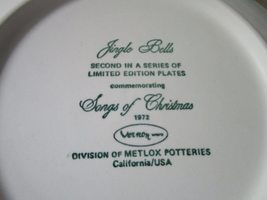 Jingle Bells
SECOND IN A SERIES OF
LIMITED EDITION PLATES
commemorating
Songs of Christmas
1972
VERNON
DIVISION OF METLOX POTTERIES
California/USA